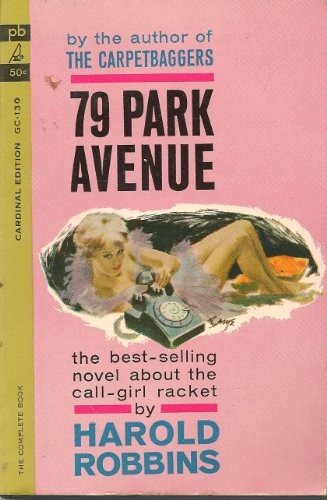 pb
50¢
CARDINAL EDITION GC-130
THE COMPLETE BOOK
by the author of
THE CARPETBAGGERS
79 PARK
AVENUE
the best-selling
novel about the
call-girl racket
by
HAROLD
ROBBINS